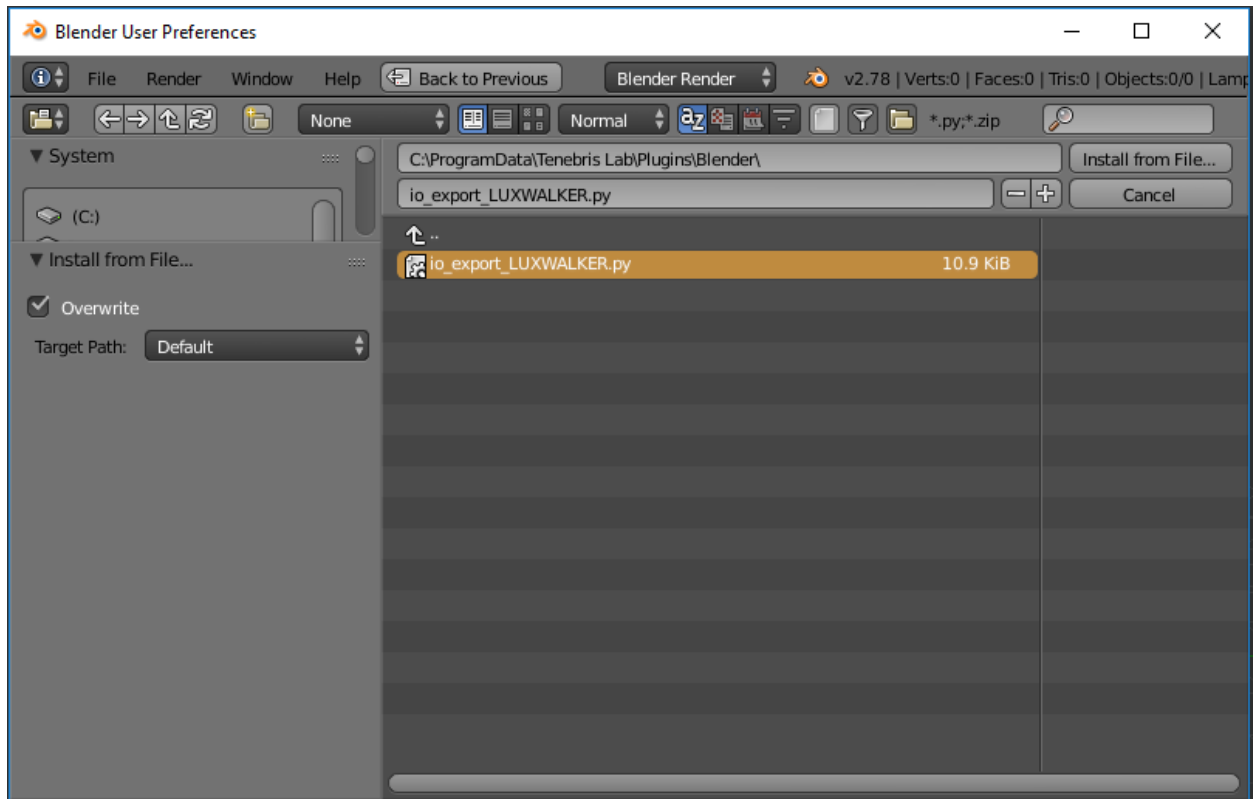 Blender User Preferences
File Render Window Help Back to Previous Blender Render v2.78 | Verts:0 | Faces:0 | Tris:0 | Objects:0/0 | Lamp
None Normal *.py;*.zip
System
C:\ProgramData\Tenebris Lab\Plugins\Blender\ Install from File...
io_export_LUXWALKER.py Cancel
(C:)
..
Install from File...
io_export_LUXWALKER.py 10.9 KiB
Overwrite
Target Path: Default